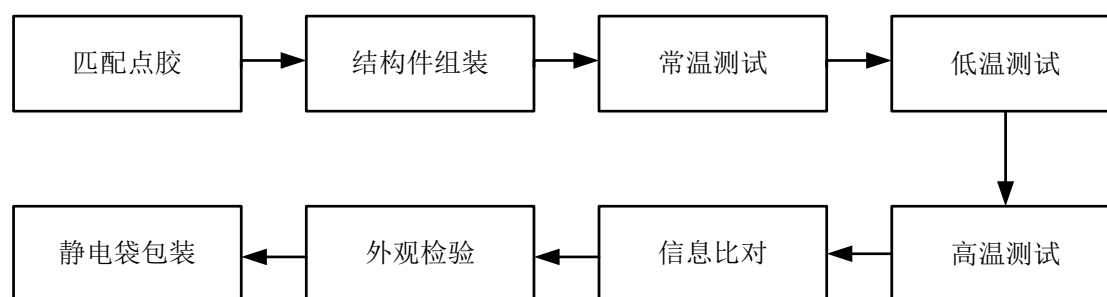 匹配点胶
结构件组装
常温测试
低温测试
高温测试
信息比对
外观检验
静电袋包装